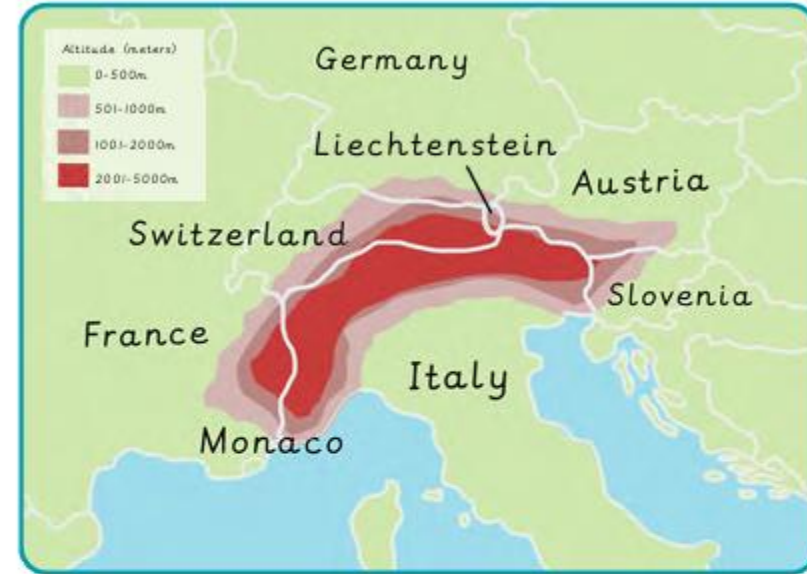 Altitude (meters)
0-500m
501-1000m
1001-2000m
2001-5000m
Germany
Liechtenstein
Austria
Switzerland
Slovenia
France
Italy
Monaco